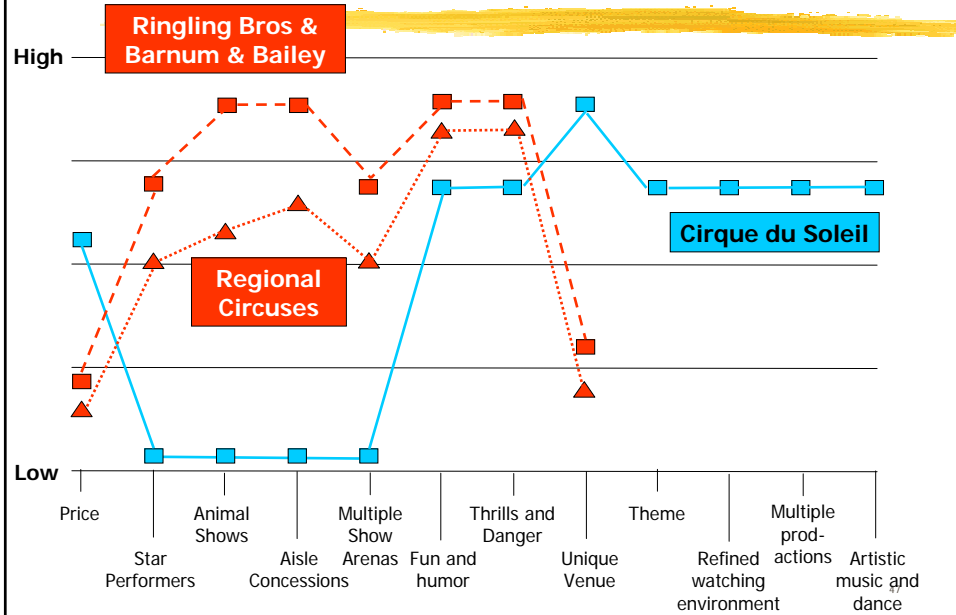 Ringling Bros &
Barnum & Bailey
High
Cirque du Soleil
Regional
Circuses
Low
Price
Star
Performers
Animal
Shows
Aisle
Concessions
Multiple
Show
Arenas
Fun and
humor
Thrills and
Danger
Unique
Venue
Theme
Refined
watching
environment
Multiple
prod-
actions
Artistic
music and
dance
47